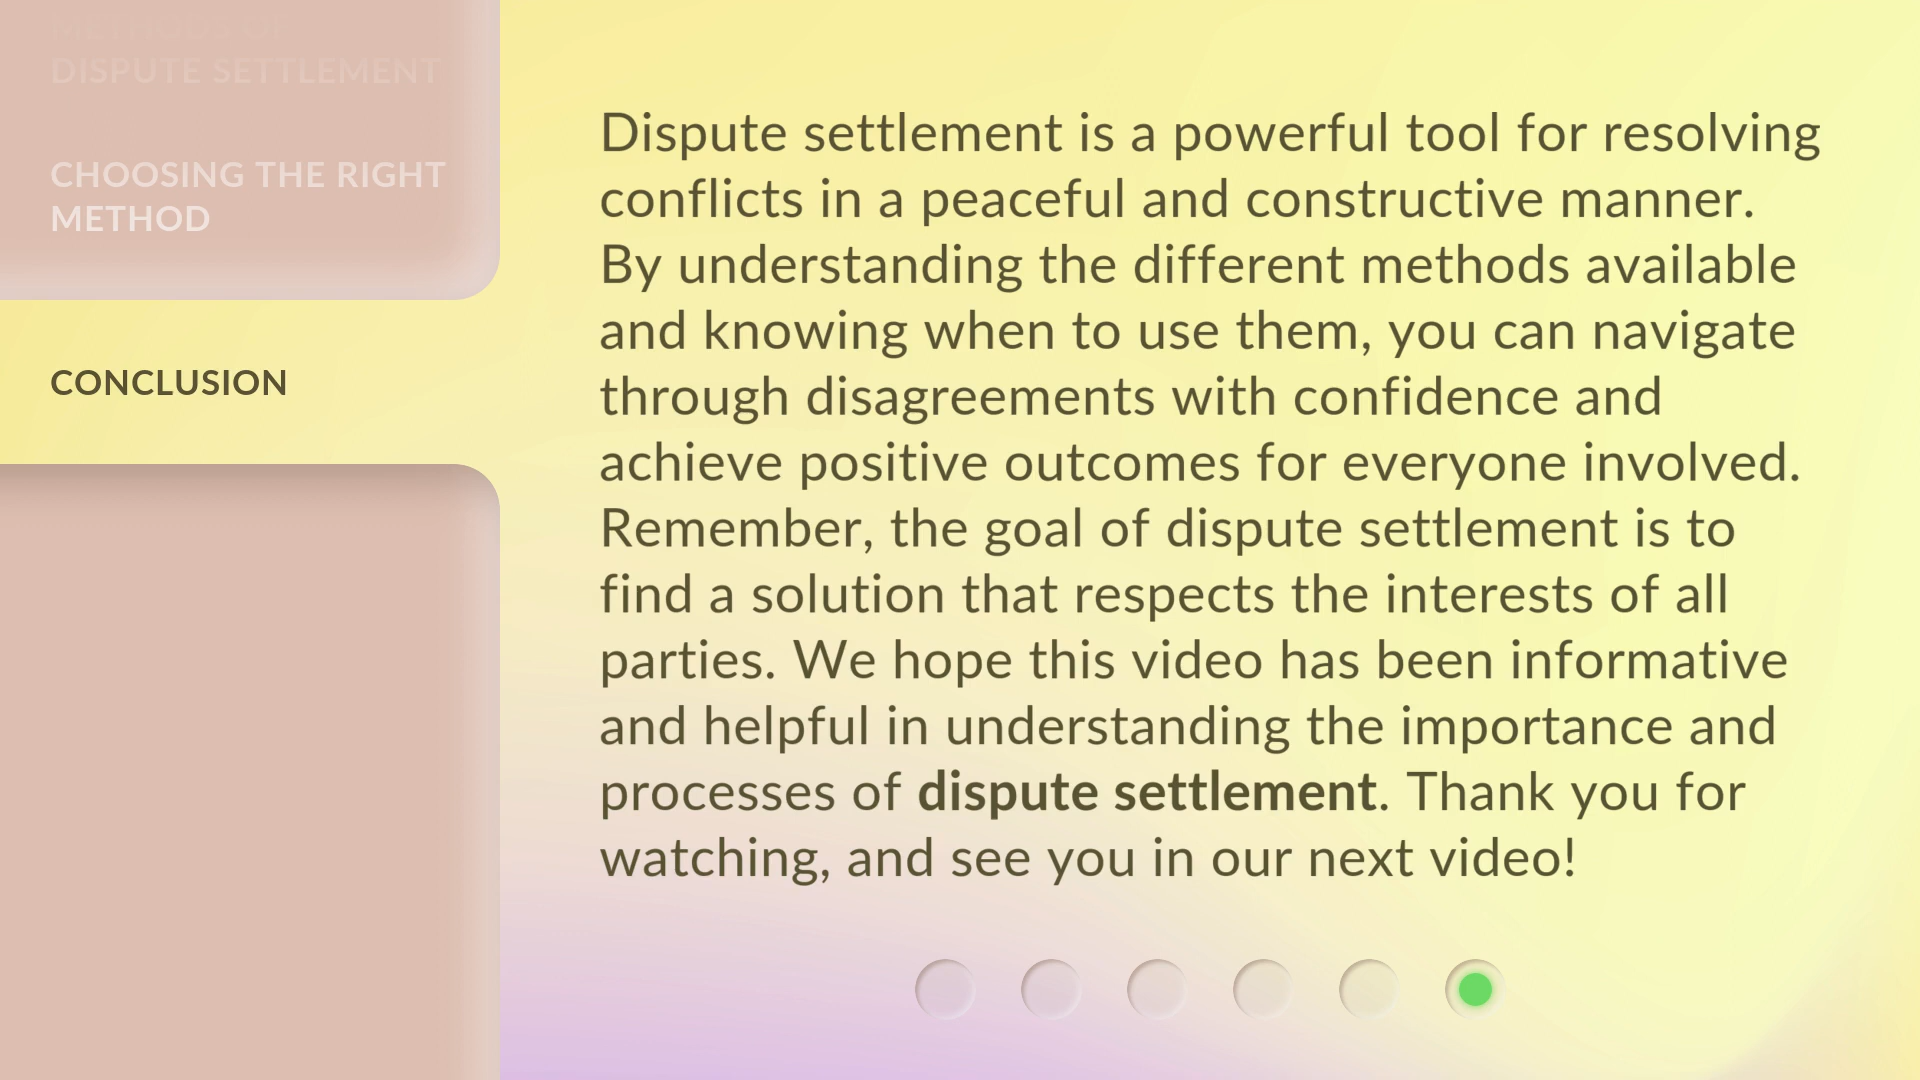 METHODS OF
DISPUTE SETTLEMENT
CHOOSING THE RIGHT
METHOD
CONCLUSION
Dispute settlement is a powerful tool for resolving
conflicts in a peaceful and constructive manner.
By understanding the different methods available
and knowing when to use them, you can navigate
through disagreements with confidence and
achieve positive outcomes for everyone involved.
Remember, the goal of dispute settlement is to
find a solution that respects the interests of all
parties. We hope this video has been informative
and helpful in understanding the importance and
processes of dispute settlement. Thank you for
watching, and see you in our next video!